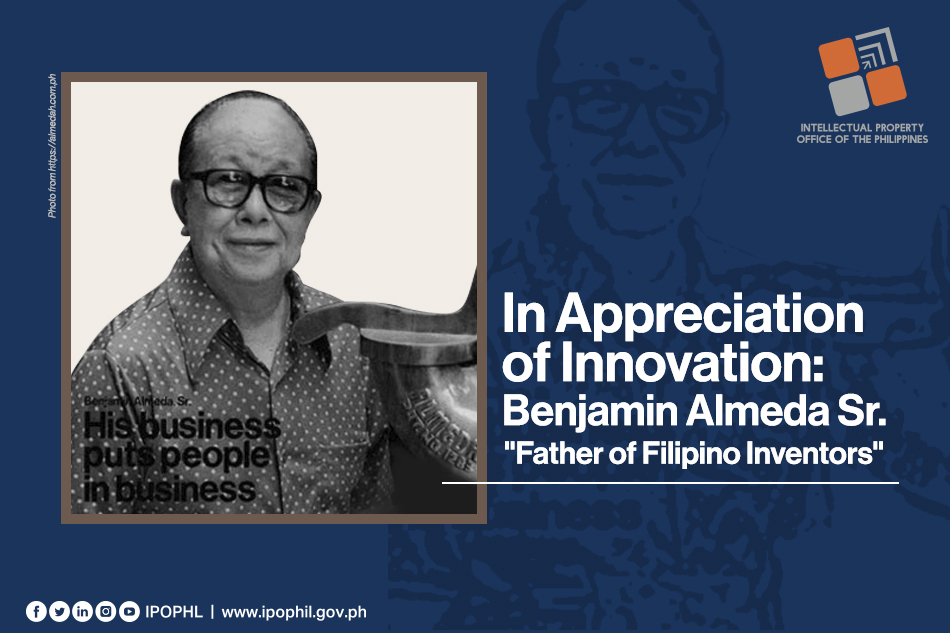 Photo from https://almedah.com.ph
INTELLECTUAL PROPERTY
OFFICE OF THE PHILIPPINES
Benjamin Almeda Sr.
His business
puts people
in business
In Appreciation
of Innovation:
Benjamin Almeda Sr.
"Father of Filipino Inventors"
IPOPHL | www.ipophil.gov.ph